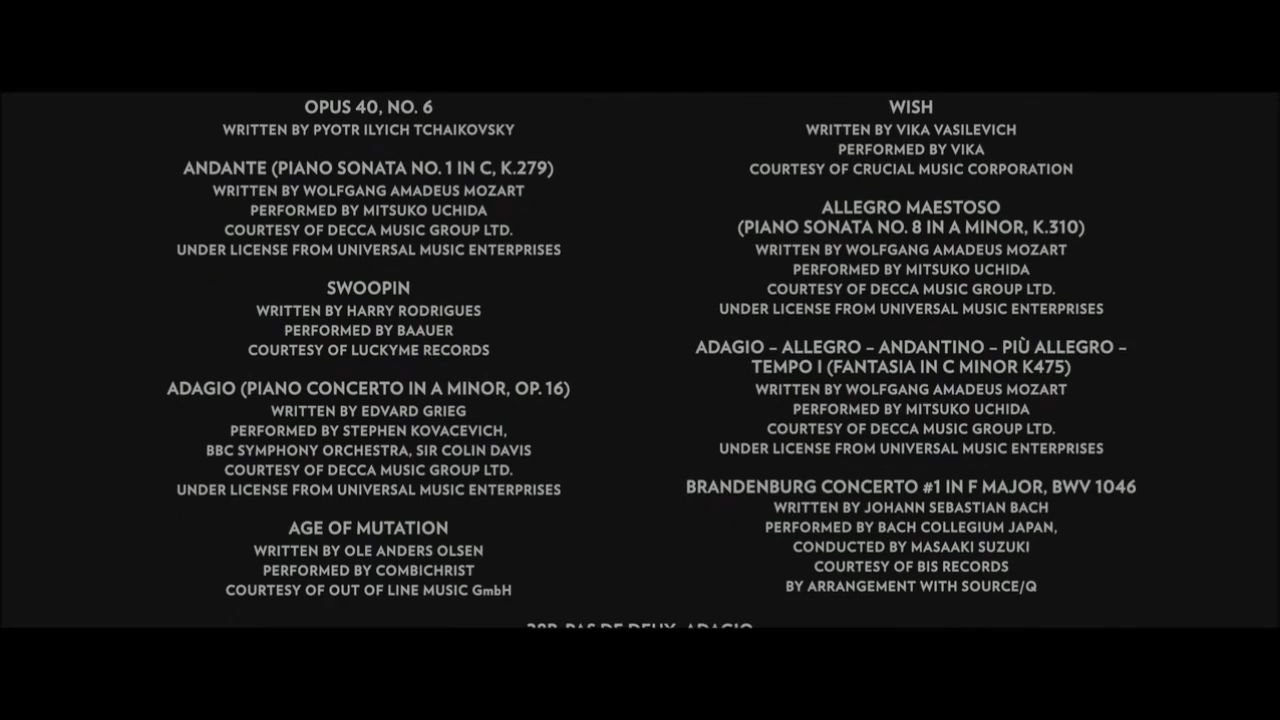 OPUS 40, NO. 6
WRITTEN BY PYOTR ILYICH TCHAIKOVSKY
ANDANTE (PIANO SONATA NO. 1 IN C, K.279)
WRITTEN BY WOLFGANG AMADEUS MOZART
PERFORMED BY MITSUKO UCHIDA
COURTESY OF DECCA MUSIC GROUP LTD.
UNDER LICENSE FROM UNIVERSAL MUSIC ENTERPRISES
SWOOPIN
WRITTEN BY HARRY RODRIGUES
PERFORMED BY BAAUER
COURTESY OF LUCKYME RECORDS
ADAGIO (PIANO CONCERTO IN A MINOR, OP. 16)
WRITTEN BY EDVARD GRIEG
PERFORMED BY STEPHEN KOVACEVICH,
BBC SYMPHONY ORCHESTRA, SIR COLIN DAVIS
COURTESY OF DECCA MUSIC GROUP LTD.
UNDER LICENSE FROM UNIVERSAL MUSIC ENTERPRISES
AGE OF MUTATION
WRITTEN BY OLE ANDERS OLSEN
PERFORMED BY COMBICHRIST
COURTESY OF OUT OF LINE MUSIC GmbH
WISH
WRITTEN BY VIKA VASILEVICH
PERFORMED BY VIKA
COURTESY OF CRUCIAL MUSIC CORPORATION
ALLEGRO MAESTOSO
(PIANO SONATA NO. 8 IN A MINOR, K.310)
WRITTEN BY WOLFGANG AMADEUS MOZART
PERFORMED BY MITSUKO UCHIDA
COURTESY OF DECCA MUSIC GROUP LTD.
UNDER LICENSE FROM UNIVERSAL MUSIC ENTERPRISES
ADAGIO – ALLEGRO – ANDANTINO – PIÙ ALLEGRO –
TEMPO I (FANTASIA IN C MINOR K475)
WRITTEN BY WOLFGANG AMADEUS MOZART
PERFORMED BY MITSUKO UCHIDA
COURTESY OF DECCA MUSIC GROUP LTD.
UNDER LICENSE FROM UNIVERSAL MUSIC ENTERPRISES
BRANDENBURG CONCERTO #1 IN F MAJOR, BWV 1046
WRITTEN BY JOHANN SEBASTIAN BACH
PERFORMED BY BACH COLLEGIUM JAPAN,
CONDUCTED BY MASAAKI SUZUKI
COURTESY OF BIS RECORDS
BY ARRANGEMENT WITH SOURCE/Q
PAS DE DEUX, ADAGIO